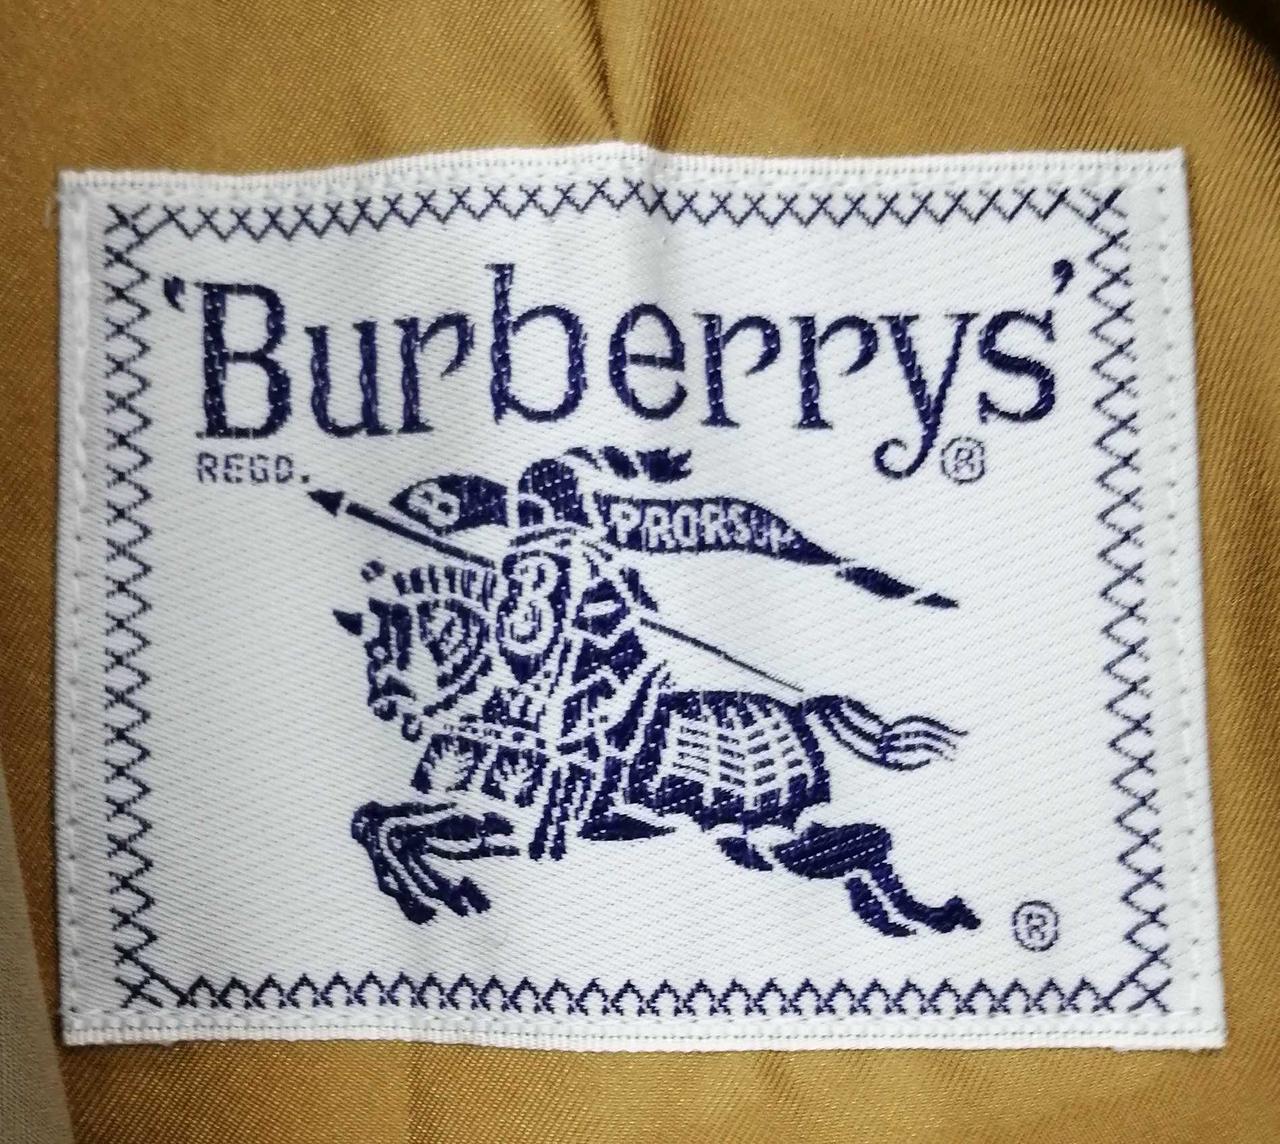 'Burberrys'
REGD. ®
B PRORSUM
B
®